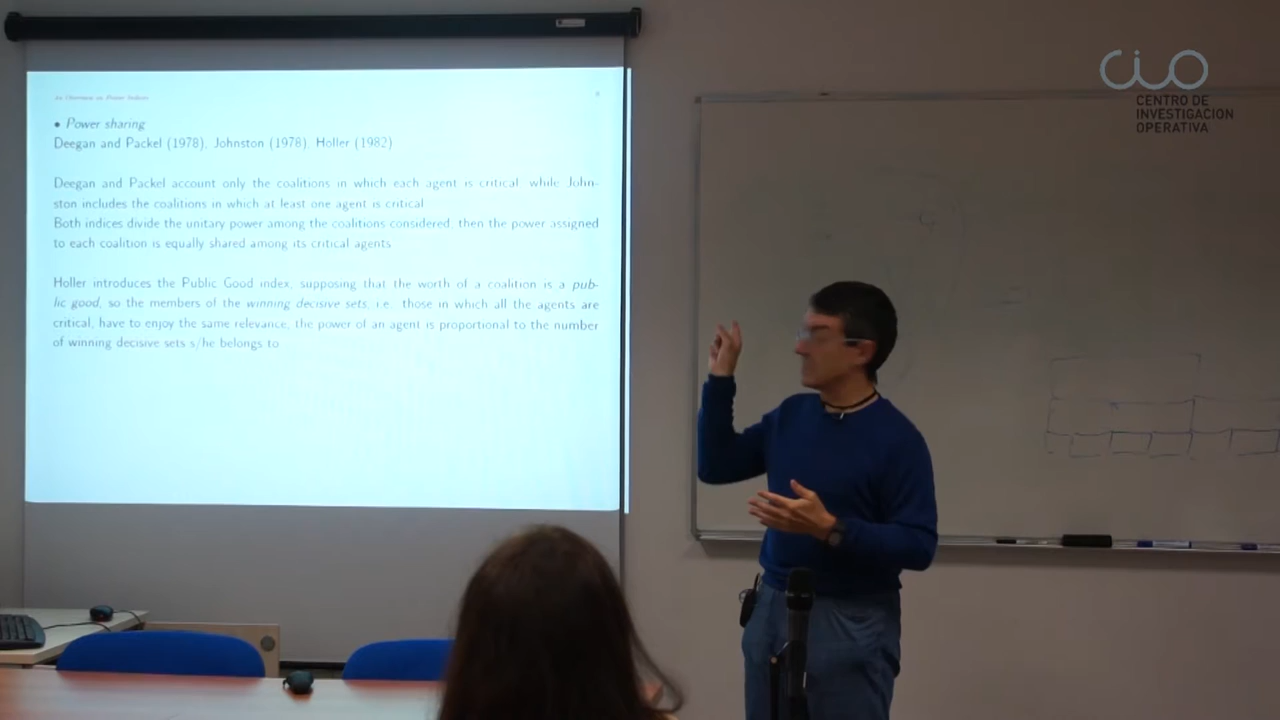 An Overview on Power Indices
• Power sharing
Deegan and Packel (1978), Johnston (1978), Holler (1982)
Deegan and Packel account only the coalitions in which each agent is critical while John-
ston includes the coalitions in which at least one agent is critical
Both indices divide the unitary power among the coalitions considered, then the power assigned
to each coalition is equally shared among its critical agents
Holler introduces the Public Good index, supposing that the worth of a coalition is a pub-
lic good, so the members of the winning decisive sets, i.e. those in which all the agents are
critical, have to enjoy the same relevance, the power of an agent is proportional to the number
of winning decisive sets s/he belongs to
CIO
CENTRO DE
INVESTIGACION
OPERATIVA